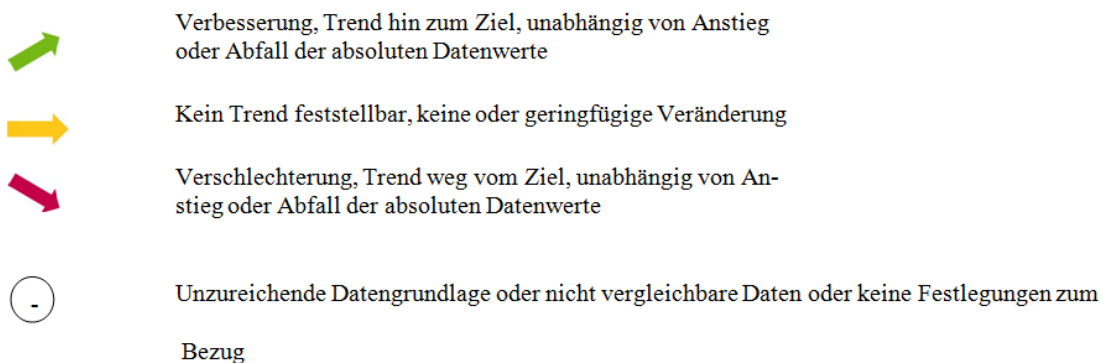 Verbesserung, Trend hin zum Ziel, unabhängig von Anstieg
oder Abfall der absoluten Datenwerte
Kein Trend feststellbar, keine oder geringfügige Veränderung
Verschlechterung, Trend weg vom Ziel, unabhängig von An-
stieg oder Abfall der absoluten Datenwerte
-
Unzureichende Datengrundlage oder nicht vergleichbare Daten oder keine Festlegungen zum
Bezug